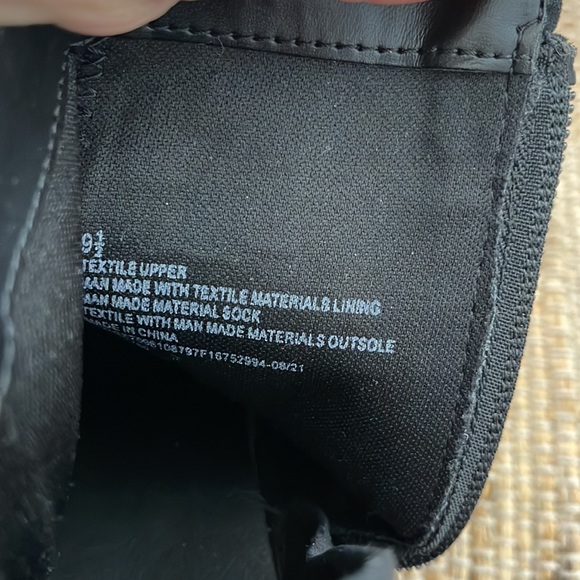 9½
TEXTILE UPPER
MAN MADE WITH TEXTILE MATERIALS LINING
MAN MADE MATERIAL SOCK
TEXTILE WITH MAN MADE MATERIALS OUTSOLE
MADE IN CHINA